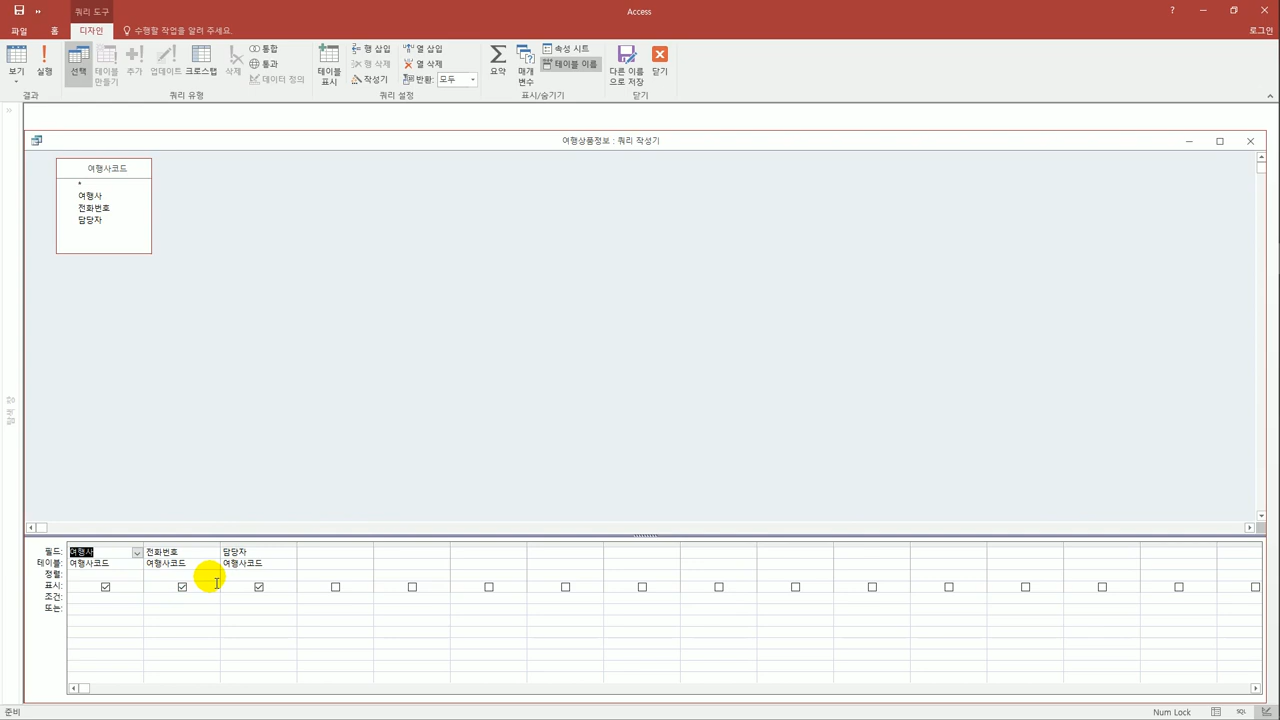 쿼리 도구
Access
?
파일
홈
디자인
수행할 작업을 알려 주세요.
로그인
보기
실행
선택
테이블
만들기
추가
업데이트
크로스탭
삭제
통합
통과
데이터 정의
테이블
표시
행 삽입
행 삭제
작성기
열 삽입
열 삭제
반환: 모두
요약
매개
변수
속성 시트
테이블 이름
다른 이름
으로 저장
닫기
결과
쿼리 유형
쿼리 설정
표시/숨기기
닫기
여행상품정보 : 쿼리 작성기
여행사코드
*
여행사
전화번호
담당자
탐색 창
필드: 여행사 전화번호 담당자
테이블: 여행사코드 여행사코드 여행사코드
정렬:
표시:
조건:
또는:
준비
Num Lock
SQL